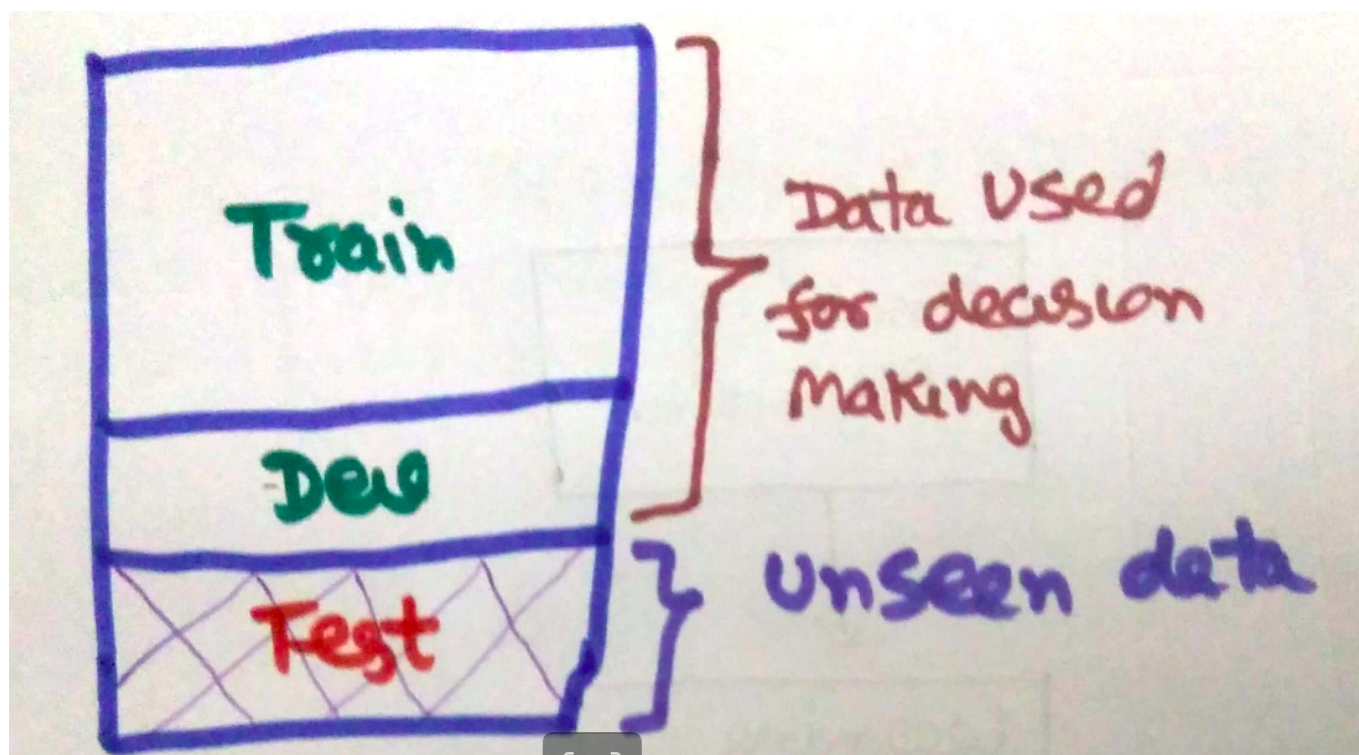 Train
Data Used
for decision
Making
Dev
Unseen data
Test